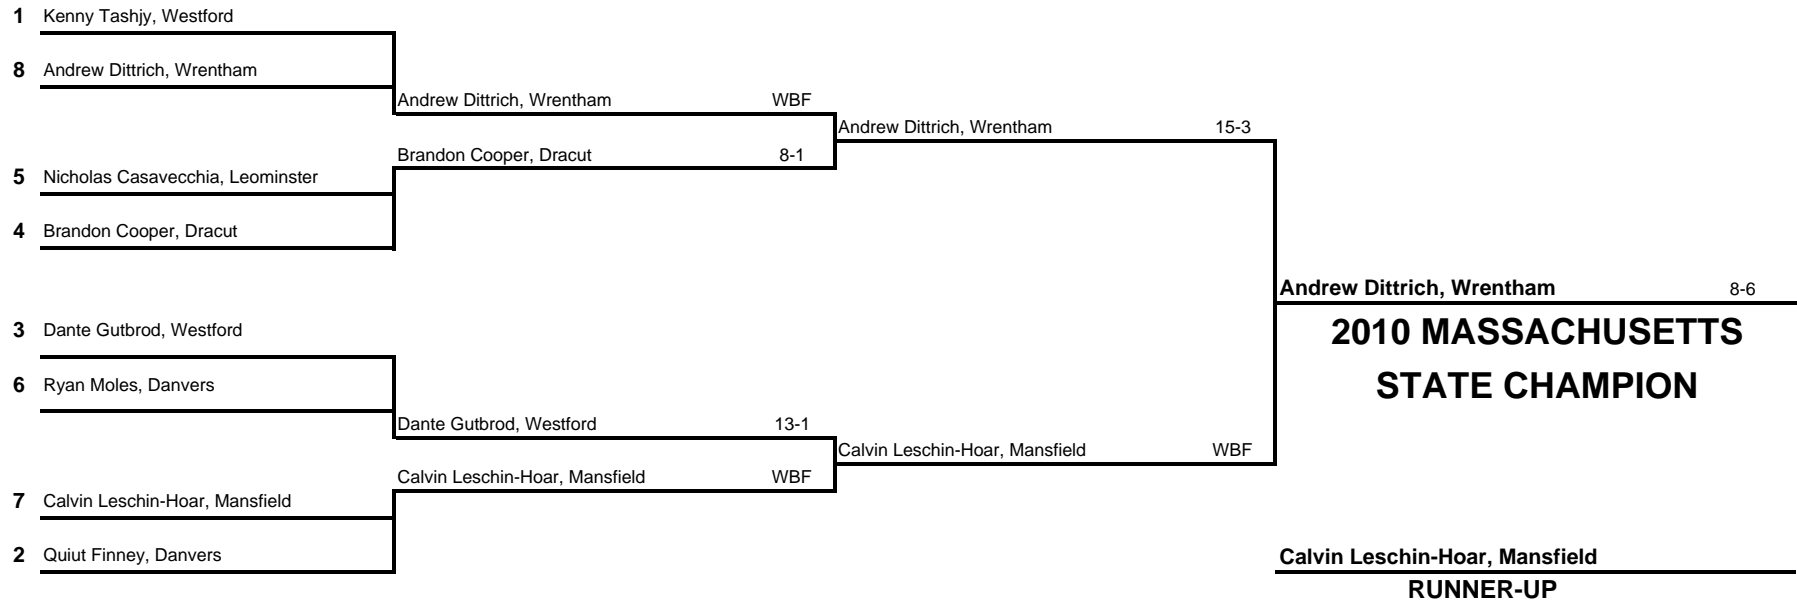 1 Kenny Tashjy, Westford
8 Andrew Dittrich, Wrentham
Andrew Dittrich, Wrentham WBF
Andrew Dittrich, Wrentham 15-3
Brandon Cooper, Dracut 8-1
5 Nicholas Casavecchia, Leominster
4 Brandon Cooper, Dracut
Andrew Dittrich, Wrentham 8-6
2010 MASSACHUSETTS
STATE CHAMPION
3 Dante Gutbrod, Westford
6 Ryan Moles, Danvers
Dante Gutbrod, Westford 13-1
Calvin Leschin-Hoar, Mansfield WBF
Calvin Leschin-Hoar, Mansfield WBF
7 Calvin Leschin-Hoar, Mansfield
2 Quiut Finney, Danvers
Calvin Leschin-Hoar, Mansfield
RUNNER-UP